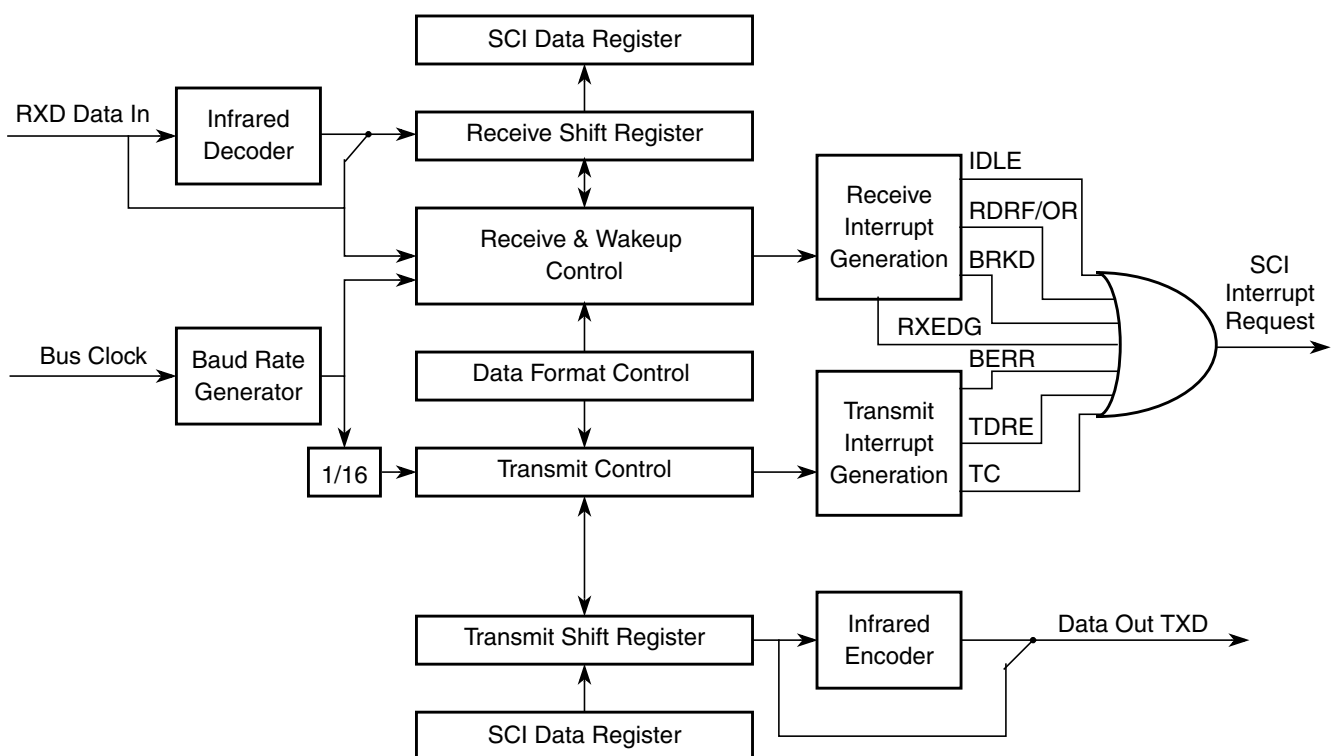 SCI Data Register
RXD Data In
Infrared
Decoder
Receive Shift Register
IDLE
Receive
Interrupt
Generation
RDRF/OR
Receive & Wakeup
Control
BRKD
SCI
Interrupt
Request
RXEDG
Bus Clock
Baud Rate
Generator
Data Format Control
BERR
Transmit
Interrupt
Generation
TDRE
1/16
Transmit Control
TC
Transmit Shift Register
Infrared
Encoder
Data Out TXD
SCI Data Register